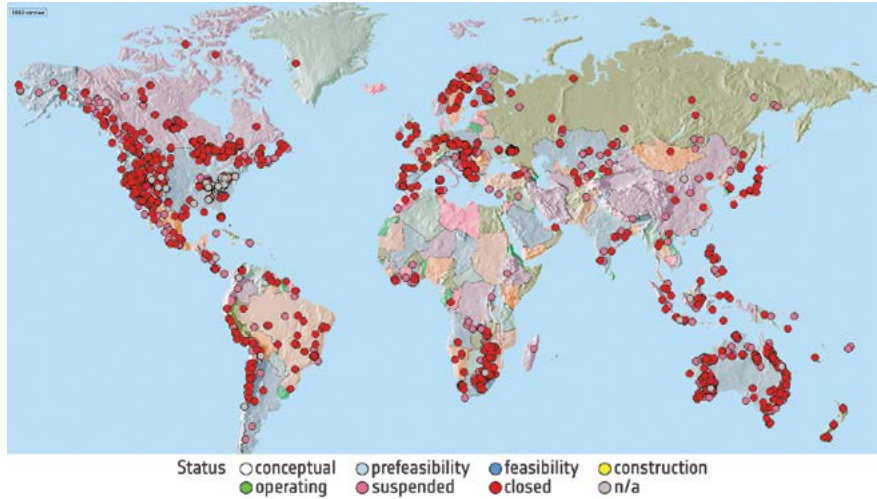 Status conceptual prefeasibility feasibility construction
operating suspended closed n/a